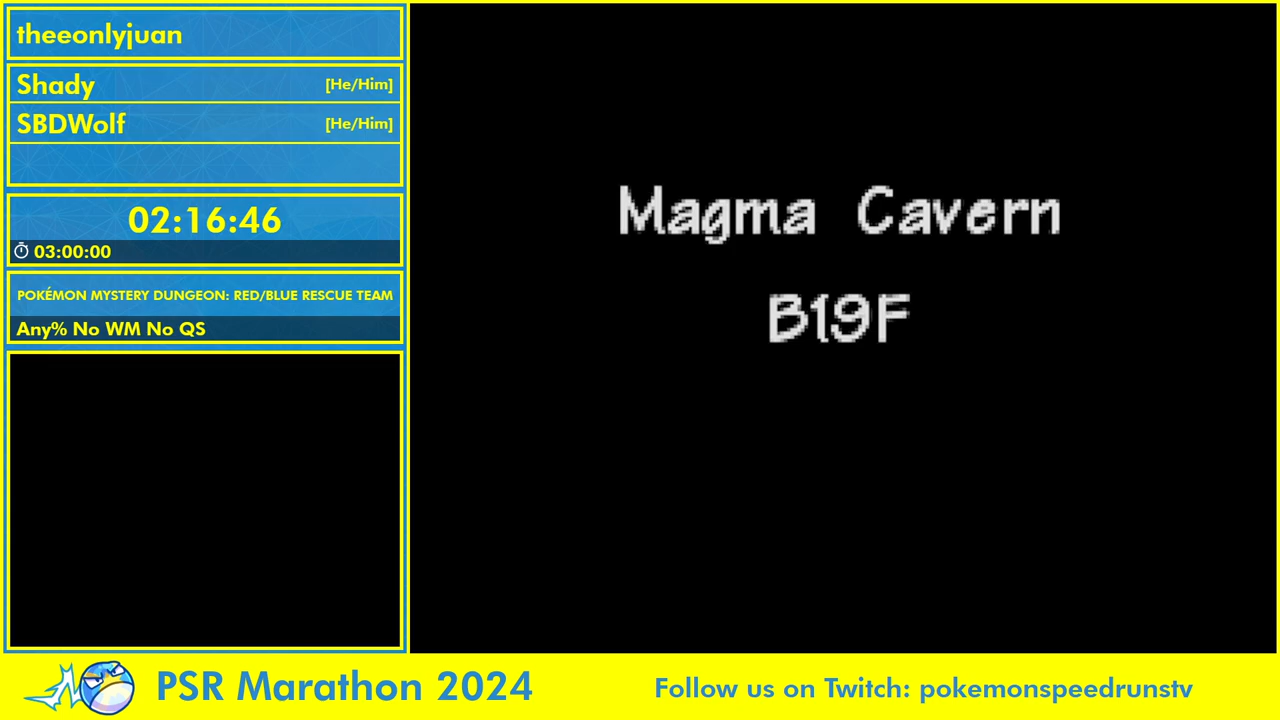 theeonlyjuan
Shady [He/Him]
SBDWolf [He/Him]
02:16:46
03:00:00
POKÉMON MYSTERY DUNGEON: RED/BLUE RESCUE TEAM
Any% No WM No QS
Magma Cavern
B19F
PSR Marathon 2024
Follow us on Twitch: pokemonspeedrunstv